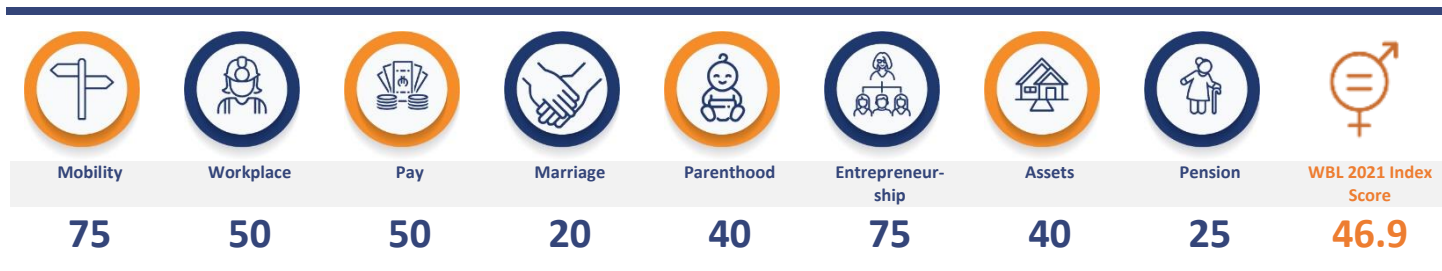 Mobility
Workplace
Pay
Marriage
Parenthood
Entrepreneur-
ship
Assets
Pension
WBL 2021 Index
Score
75
50
50
20
40
75
40
25
46.9